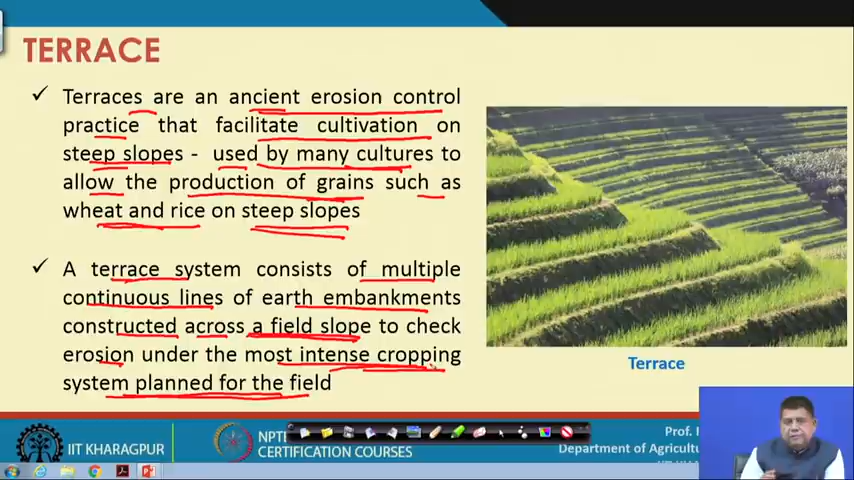 TERRACE
Terraces are an ancient erosion control
practice that facilitate cultivation on
steep slopes - used by many cultures to
allow the production of grains such as
wheat and rice on steep slopes
A terrace system consists of multiple
continuous lines of earth embankments
constructed across a field slope to check
erosion under the most intense cropping
system planned for the field
Terrace
IIT KHARAGPUR
NPTE
CERTIFICATION COURSES
Prof.
Department of Agricultu